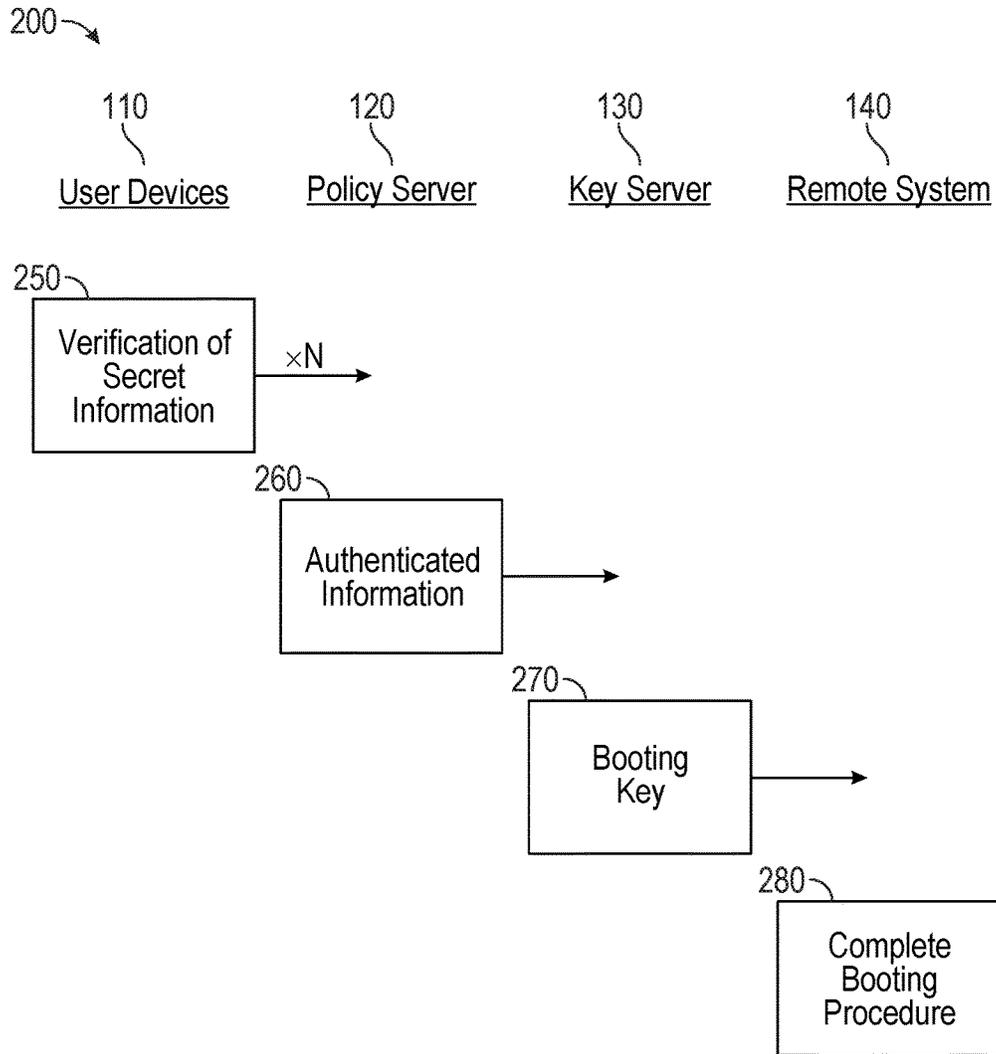 200
110
120
130
140
User Devices
Policy Server
Key Server
Remote System
250
Verification of
Secret
Information
×N
260
Authenticated
Information
270
Booting
Key
280
Complete
Booting
Procedure